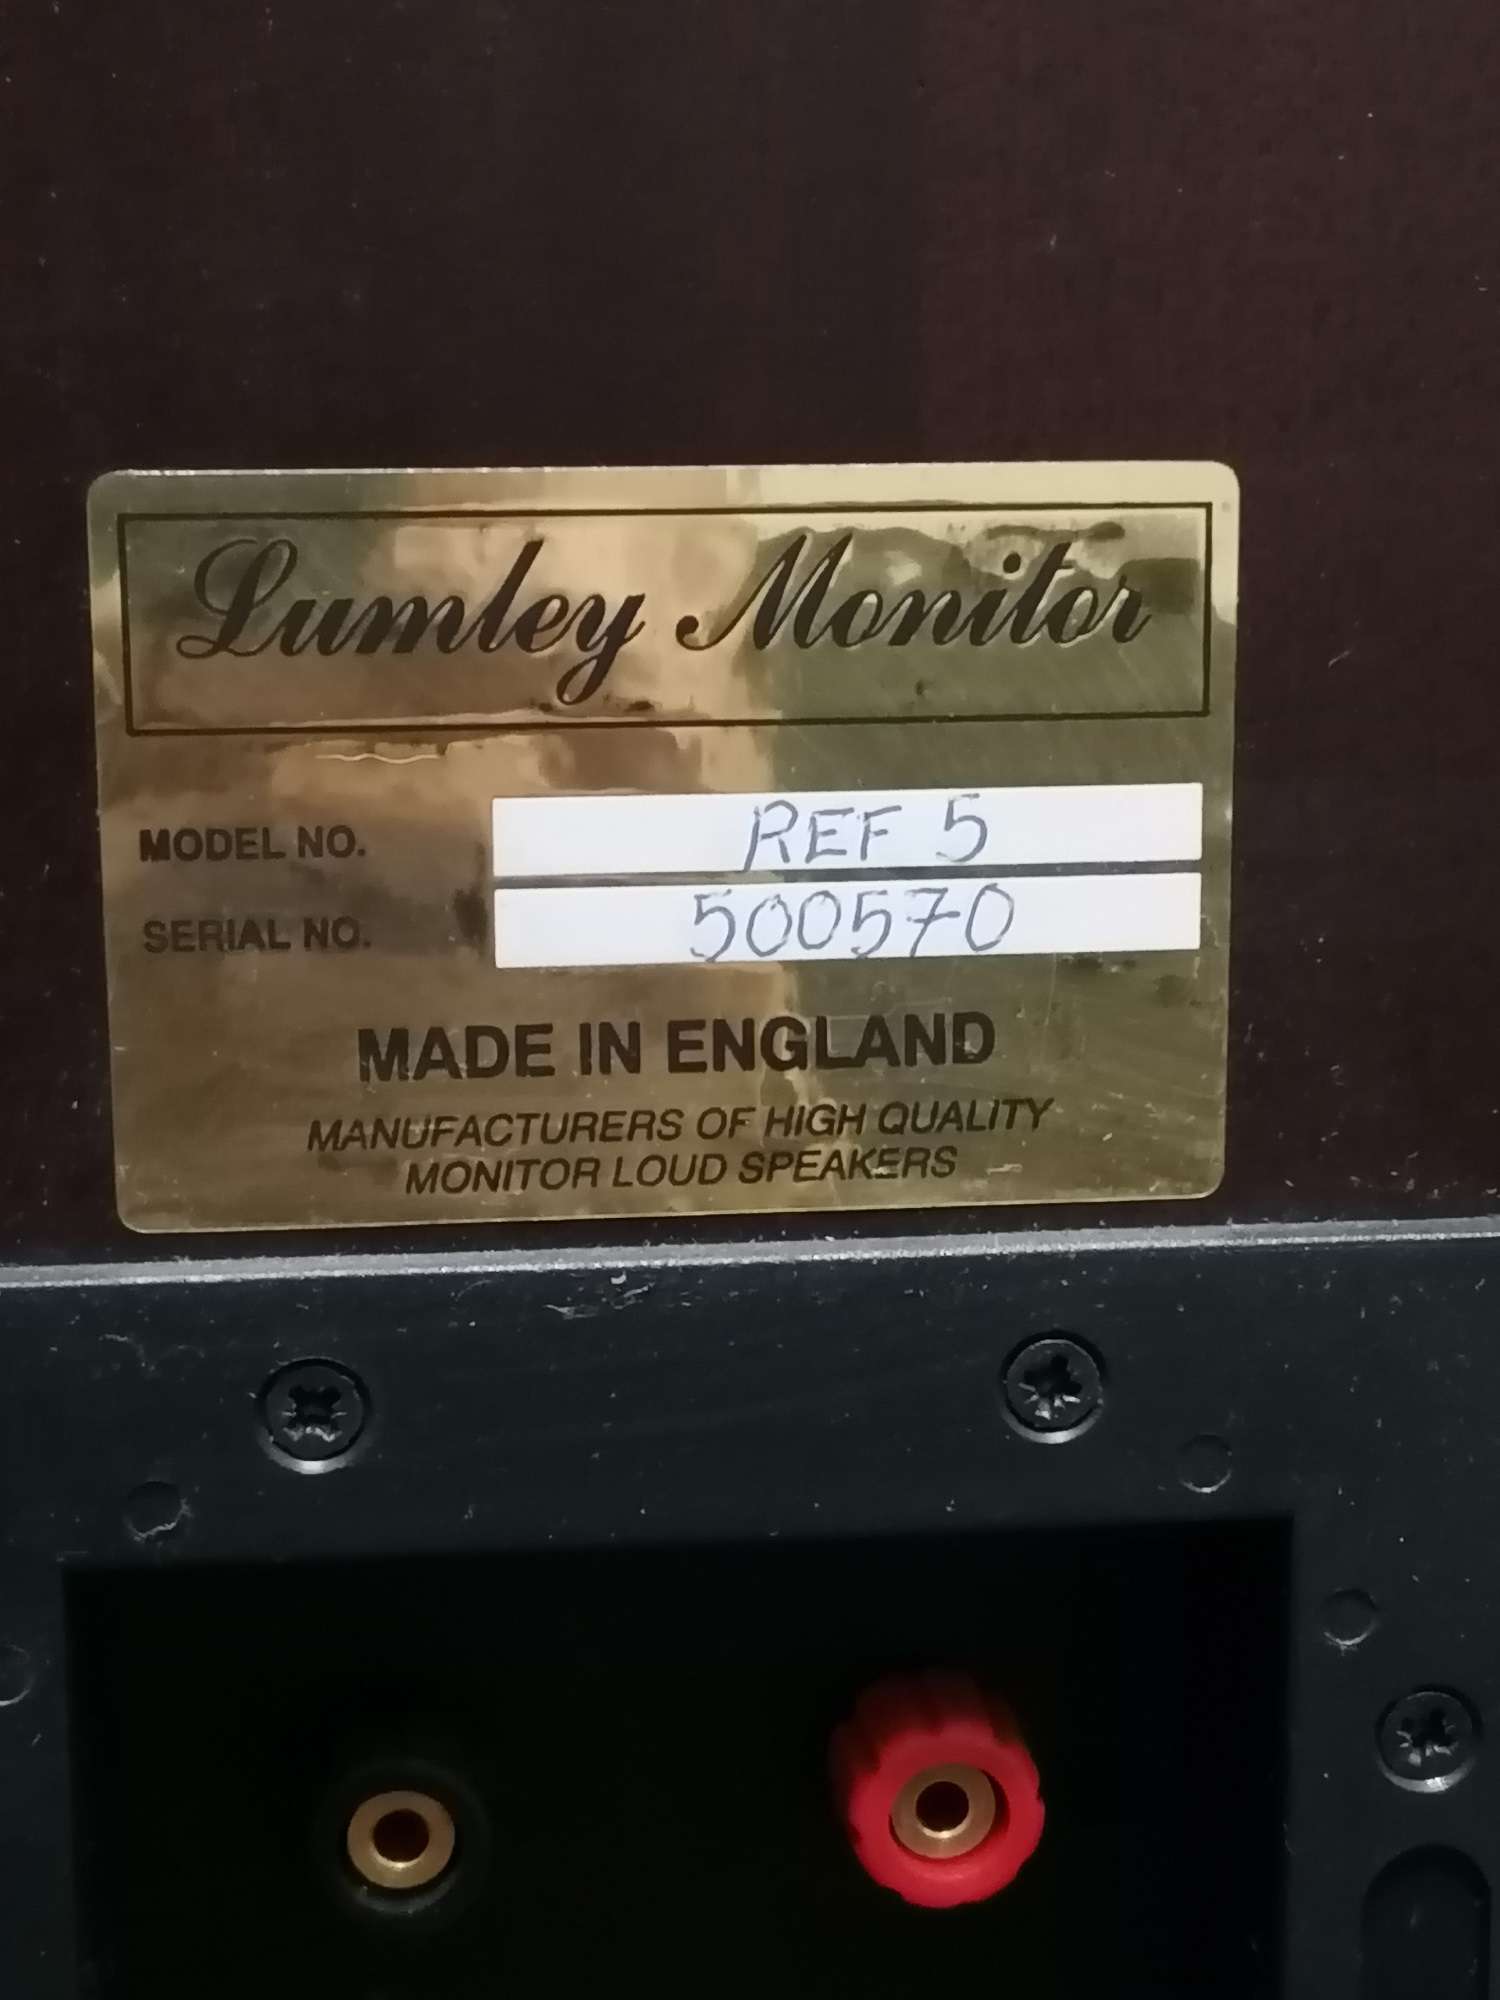 Lumley Monitor
MODEL NO. REF 5
SERIAL NO. 500570
MADE IN ENGLAND
MANUFACTURERS OF HIGH QUALITY
MONITOR LOUD SPEAKERS